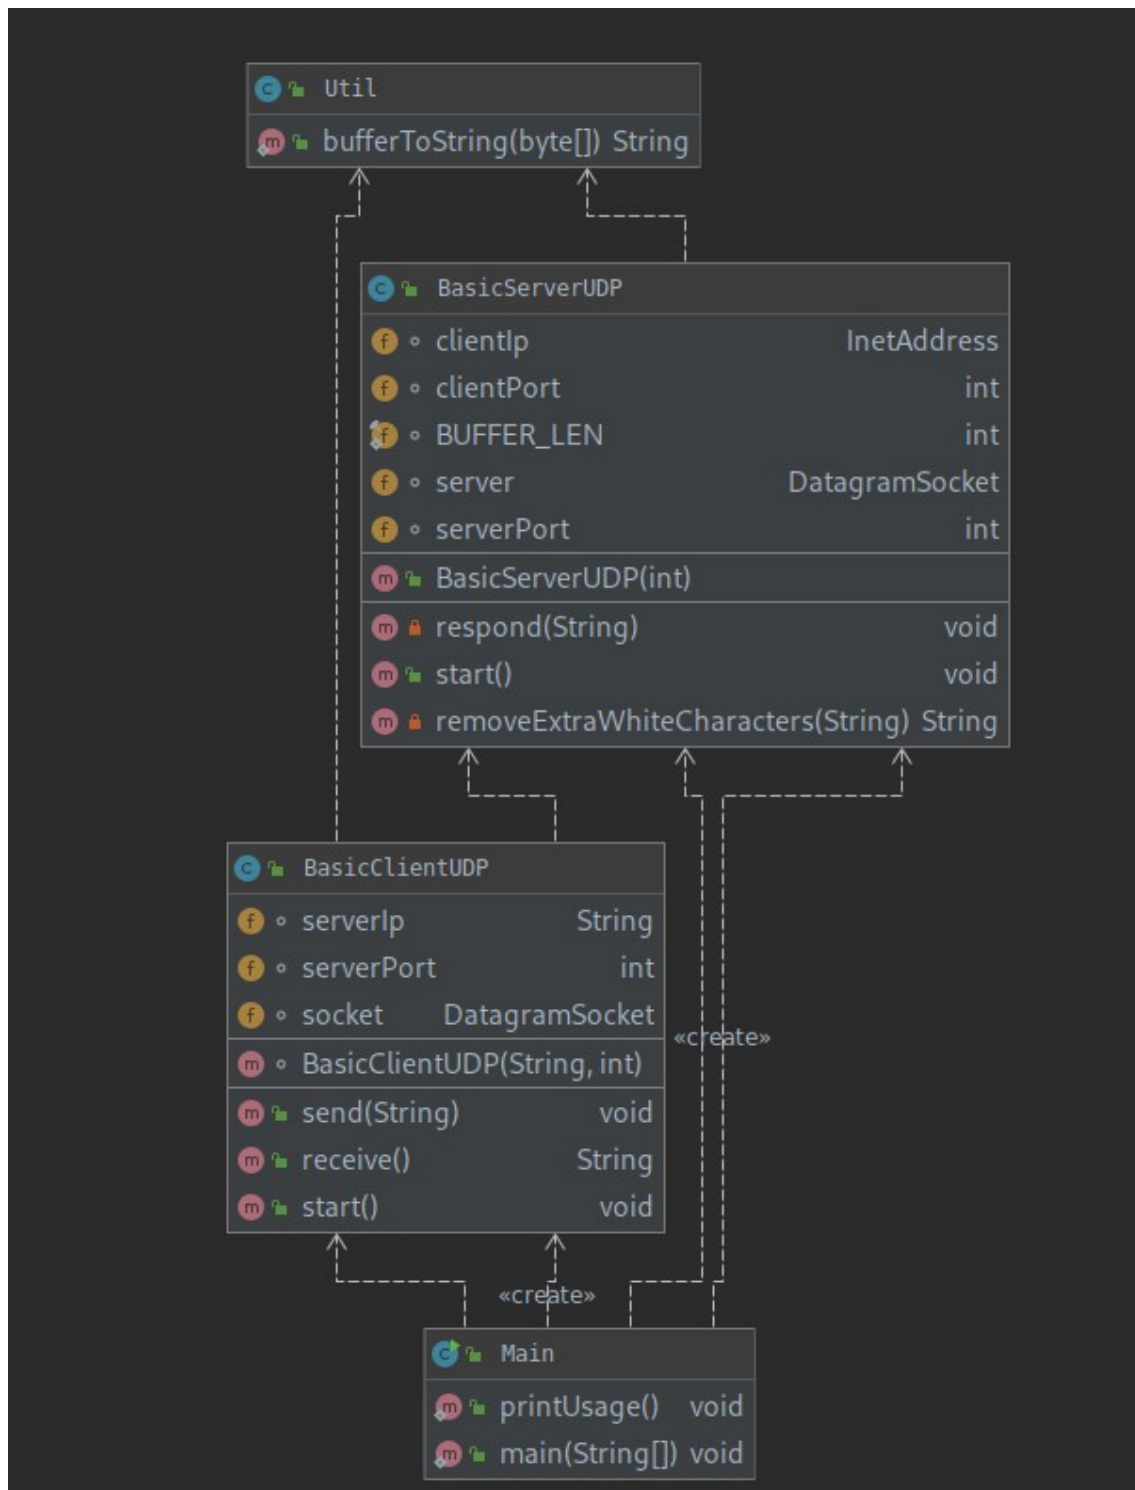 Util
bufferToString(byte[]) String
BasicServerUDP
clientIp InetAddress
clientPort int
BUFFER_LEN int
server DatagramSocket
serverPort int
BasicServerUDP(int)
respond(String) void
start() void
removeExtraWhiteCharacters(String) String
BasicClientUDP
serverIp String
serverPort int
socket DatagramSocket
«create»
BasicClientUDP(String, int)
send(String) void
receive() String
start() void
«create»
Main
printUsage() void
main(String[]) void